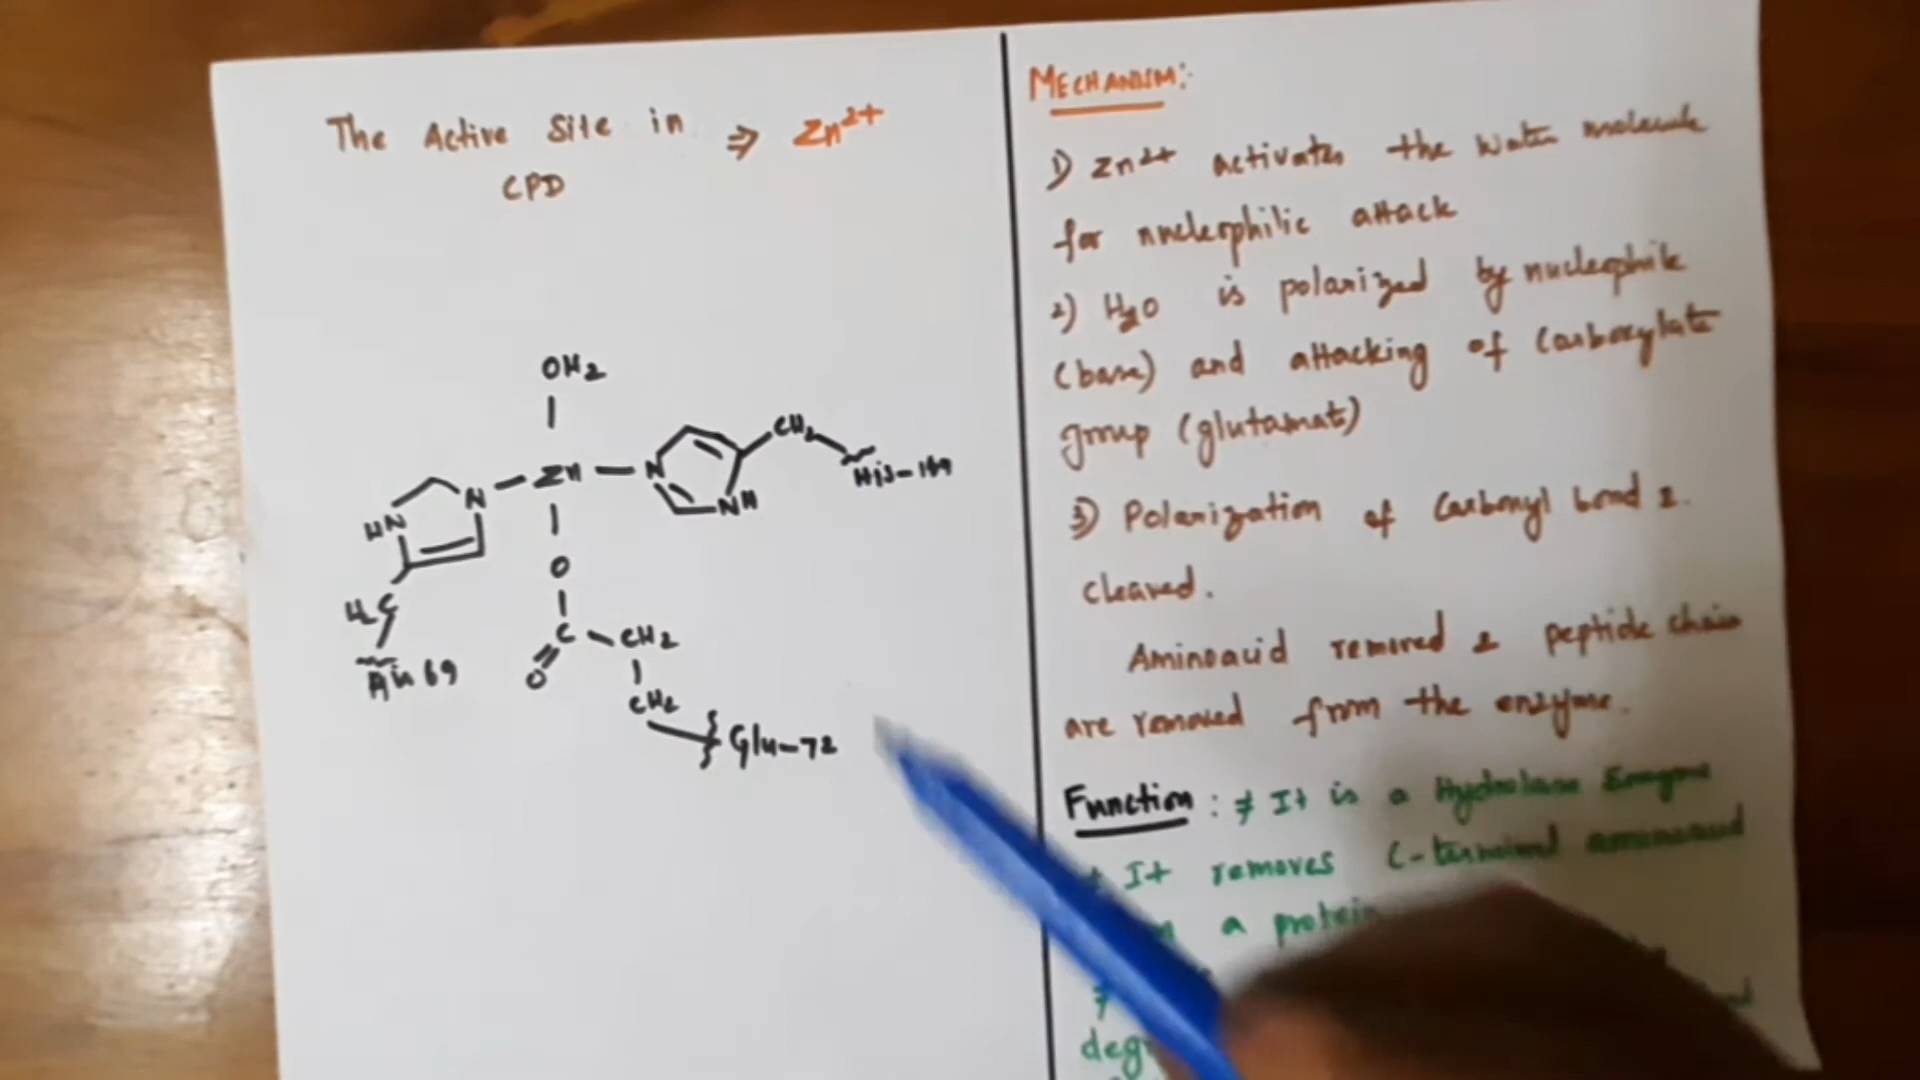 The Active Site in ⇒ Zn²⁺
CPD
OH₂
Zn
N
N
HN
NH
CH₂
His-169
H₂C
69
O
C
CH₂
O
CH₂
Glu-72
MECHANISM:
1) Zn²⁺ activates the Water molecule
for nucleophilic attack
2) H₂O is polarized by nucleophile
(base) and attacking of Carboxylate
group (glutamate)
3) Polarization of Carbonyl bond &
cleaved.
Aminoacid removed & peptide chain
are removed from the enzyme.
Function: ≠ It is a Hydrolase Enzyme
It removes C-terminal aminoacid
a protein
deg